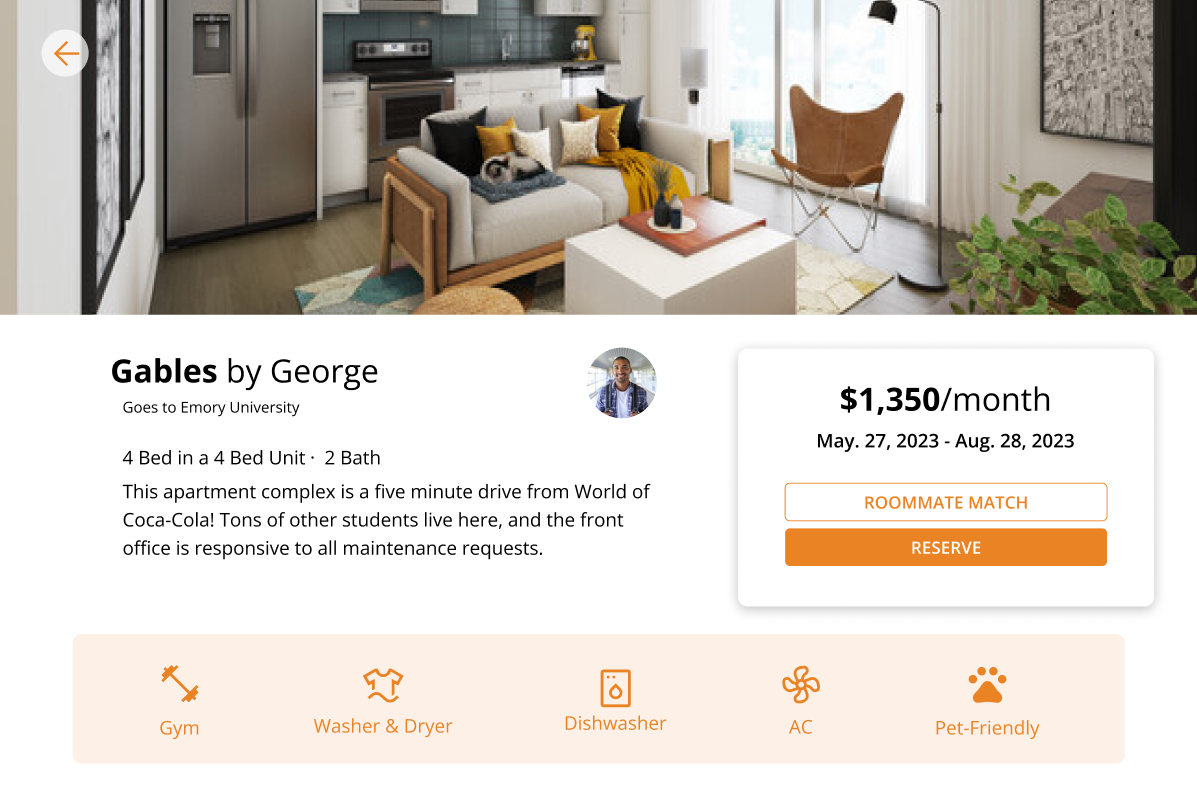 Gables by George
Goes to Emory University
4 Bed in a 4 Bed Unit · 2 Bath
This apartment complex is a five minute drive from World of
Coca-Cola! Tons of other students live here, and the front
office is responsive to all maintenance requests.
$1,350/month
May. 27, 2023 - Aug. 28, 2023
ROOMMATE MATCH
RESERVE
Gym
Washer & Dryer
Dishwasher
AC
Pet-Friendly